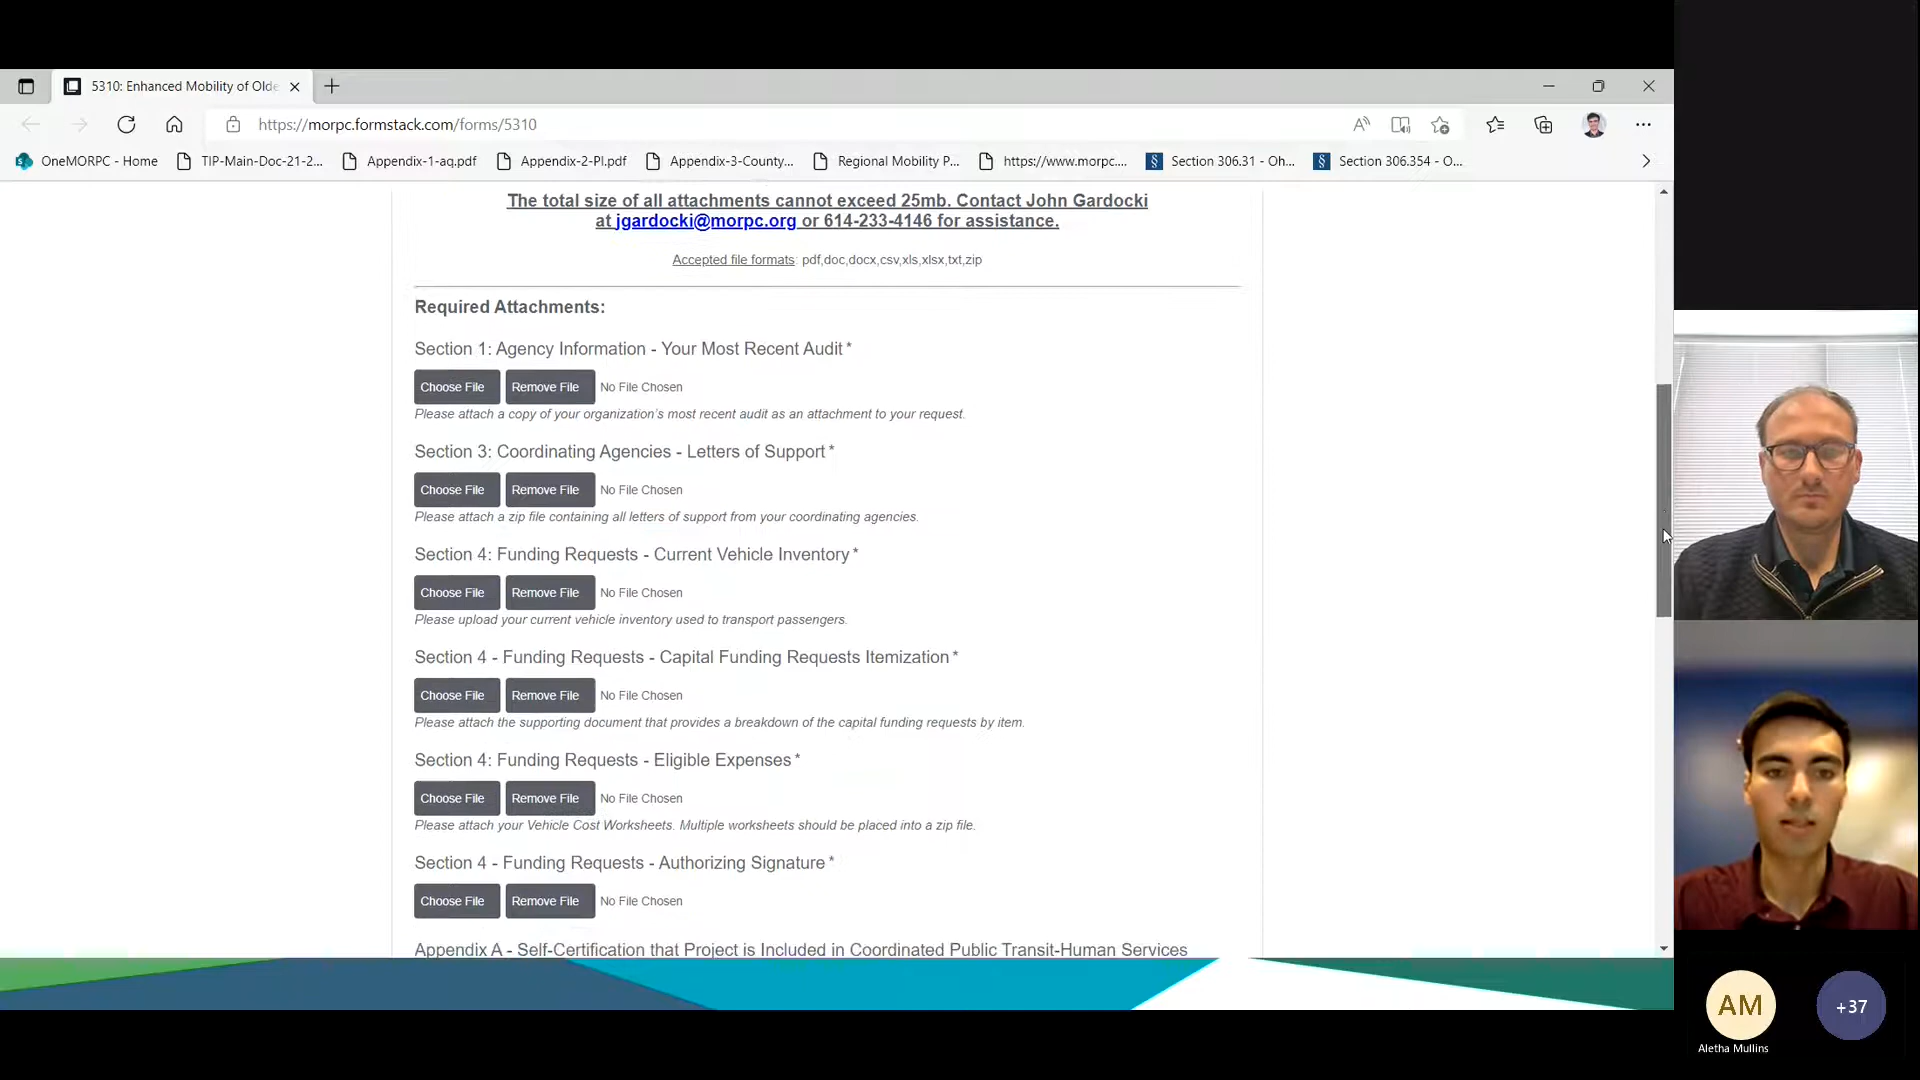 5310: Enhanced Mobility of Olde
https://morpc.formstack.com/forms/5310
OneMORPC - Home
TIP-Main-Doc-21-2...
Appendix-1-aq.pdf
Appendix-2-PI.pdf
Appendix-3-County...
Regional Mobility P...
https://www.morpc....
Section 306.31 - Oh...
Section 306.354 - O...
The total size of all attachments cannot exceed 25mb. Contact John Gardocki
at jgardocki@morpc.org or 614-233-4146 for assistance.
Accepted file formats: pdf,doc,docx,csv,xls,xlsx,txt,zip
Required Attachments:
Section 1: Agency Information - Your Most Recent Audit *
Choose File Remove File No File Chosen
Please attach a copy of your organization's most recent audit as an attachment to your request.
Section 3: Coordinating Agencies - Letters of Support *
Choose File Remove File No File Chosen
Please attach a zip file containing all letters of support from your coordinating agencies.
Section 4: Funding Requests - Current Vehicle Inventory *
Choose File Remove File No File Chosen
Please upload your current vehicle inventory used to transport passengers.
Section 4 - Funding Requests - Capital Funding Requests Itemization *
Choose File Remove File No File Chosen
Please attach the supporting document that provides a breakdown of the capital funding requests by item.
Section 4: Funding Requests - Eligible Expenses *
Choose File Remove File No File Chosen
Please attach your Vehicle Cost Worksheets. Multiple worksheets should be placed into a zip file.
Section 4 - Funding Requests - Authorizing Signature *
Choose File Remove File No File Chosen
Appendix A - Self-Certification that Project is Included in Coordinated Public Transit-Human Services
AM
+37
Aletha Mullins